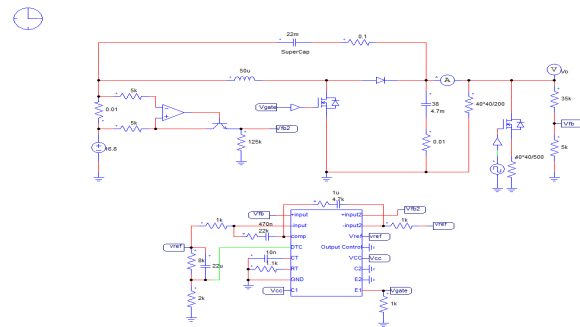 22m
SuperCap
0.1
50u
5k
0.01
5k
16.8
Vgate
Vfb2
125k
38
4.7m
0.01
40*40/200
A
V
Vo
35k
Vfb
5k
40*40/500
1u
4.7k
Vfb
+input
+input2
Vfb2
1k
470n
-input
-input2
1k
vref
22k
comp
Vref
vref
vref
DTC
Output Control
8k
22u
10n
CT
VCC
Vcc
1.1k
RT
C2
GND
E2
2k
Vcc
C1
E1
Vgate
1k